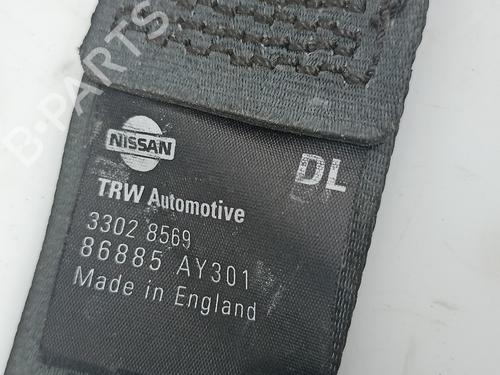 B-PARTS
NISSAN
DL
TRW Automotive
3302 8569
86885 AY301
Made in England